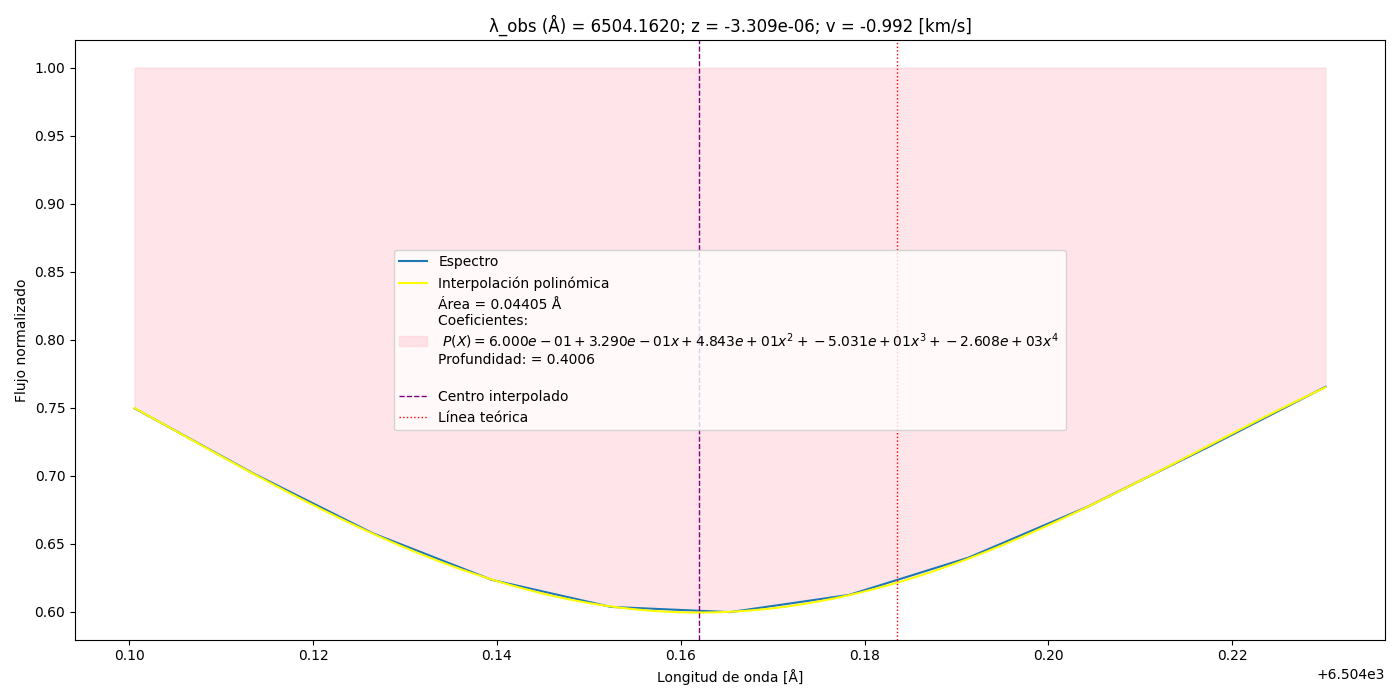 λ_obs (Å) = 6504.1620; z = -3.309e-06; v = -0.992 [km/s]
1.00
0.95
0.90
0.85
0.80
0.75
0.70
0.65
0.60
Flujo normalizado
Espectro
Interpolación polinómica
Área = 0.04405 Å
Coeficientes:
P(X) = 6.000e − 01 + 3.290e − 01x + 4.843e + 01x² + − 5.031e + 01x³ + − 2.608e + 03x⁴
Profundidad: = 0.4006
Centro interpolado
Línea teórica
0.10 0.12 0.14 0.16 0.18 0.20 0.22
Longitud de onda [Å]
+6.504e3